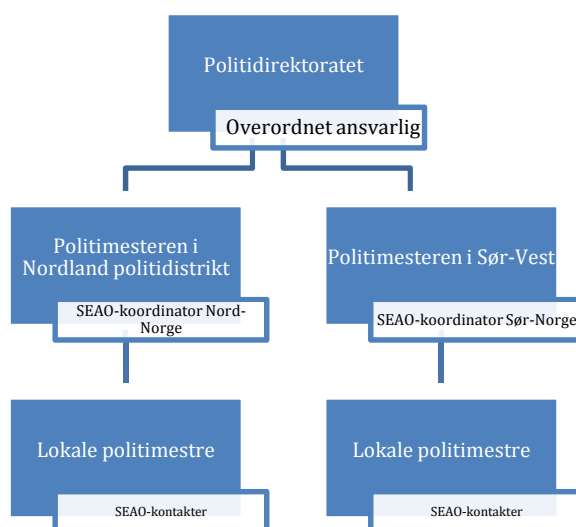 Politidirektoratet
Overordnet ansvarlig
Politimesteren i
Nordland politidistrikt
SEAO-koordinator Nord-
Norge
Politimesteren i Sør-Vest
SEAO-koordinator Sør-Norge
Lokale politimestre
SEAO-kontakter
Lokale politimestre
SEAO-kontakter